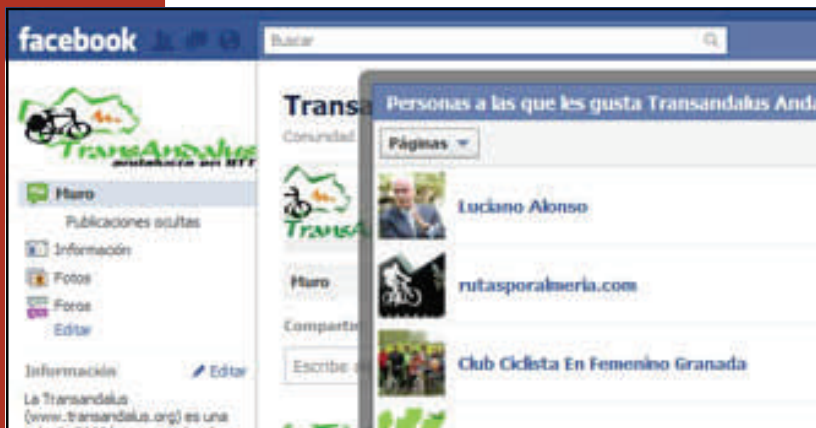 facebook
Buscar
TransAndalus
andalucía en BTT
Muro
Publicaciones ocultas
Información
Fotos
Foros
Editar
Información
Editar
La Transandalus
(www.transandalus.org) es una
Transa
Comunidad
TransA
Muro
Compartir
Escribe
Personas a las que les gusta Transandalus Anda
Páginas
Luciano Alonso
rutasporalmeria.com
Club Ciclista En Femenino Granada